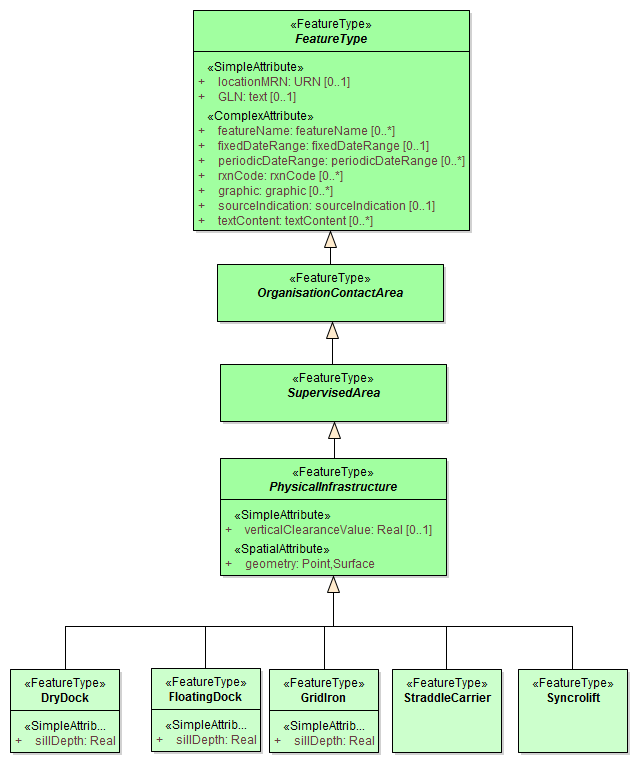 «FeatureType»
FeatureType
«SimpleAttribute»
+ locationMRN: URN [0..1]
+ GLN: text [0..1]
«ComplexAttribute»
+ featureName: featureName [0..*]
+ fixedDateRange: fixedDateRange [0..1]
+ periodicDateRange: periodicDateRange [0..*]
+ rxnCode: rxnCode [0..*]
+ graphic: graphic [0..*]
+ sourceIndication: sourceIndication [0..1]
+ textContent: textContent [0..*]
«FeatureType»
OrganisationContactArea
«FeatureType»
SupervisedArea
«FeatureType»
PhysicalInfrastructure
«SimpleAttribute»
+ verticalClearanceValue: Real [0..1]
«SpatialAttribute»
+ geometry: Point,Surface
«FeatureType»
DryDock
«SimpleAttrib...
+ sillDepth: Real
«FeatureType»
FloatingDock
«SimpleAttrib...
+ sillDepth: Real
«FeatureType»
GridIron
«SimpleAttrib...
+ sillDepth: Real
«FeatureType»
StraddleCarrier
«FeatureType»
Syncrolift